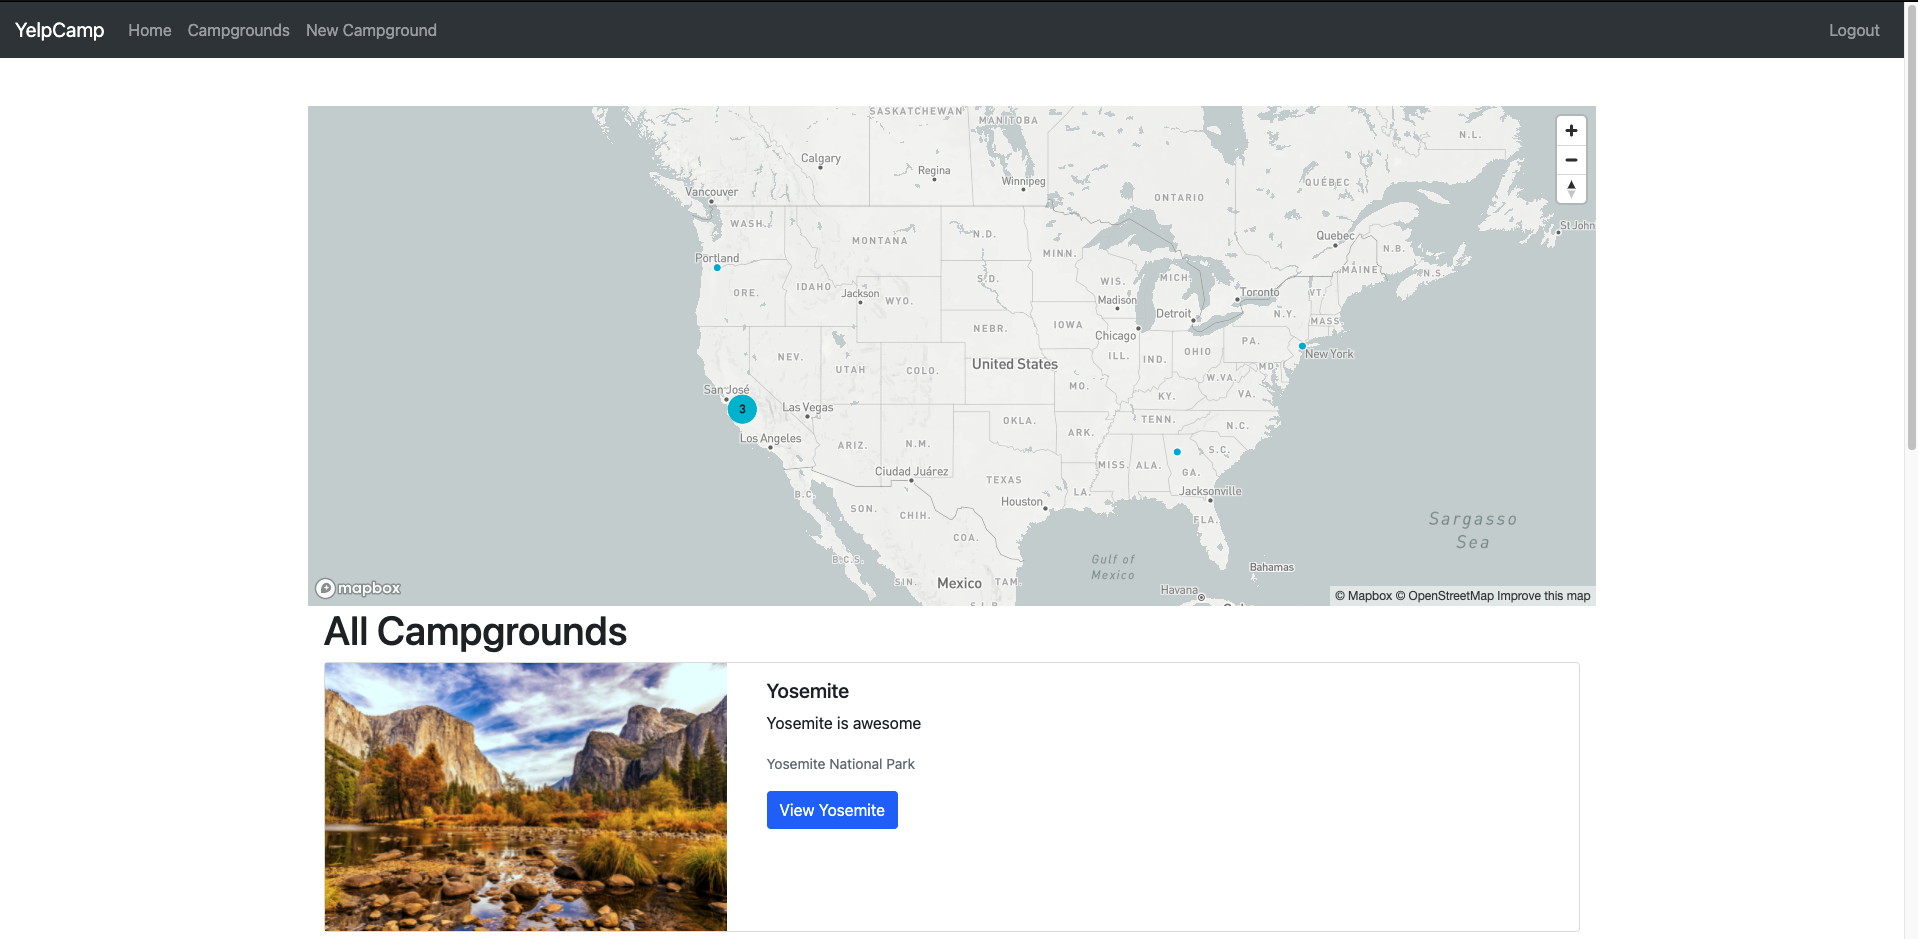 YelpCamp Home Campgrounds New Campground Logout
SASKATCHEWAN
MANITOBA
N.L.
Calgary
Regina
Winnipeg
QUÉBEC
Vancouver
ONTARIO
WASH.
St John
Quebec
MONTANA
N.D.
N.B.
Portland
MINN.
MAINE
N.S.
MICH.
ORE.
IDAHO
Jackson
WYO.
S.D.
WIS.
Madison
Toronto
VT.
Detroit
N.Y.
MASS.
NEBR.
IOWA
Chicago
PA.
New York
NEV.
UTAH
COLO.
United States
ILL.
IND.
OHIO
MD.
W.VA.
VA.
MO.
KY.
San José
3
Las Vegas
Los Angeles
ARIZ.
N.M.
OKLA.
ARK.
TENN.
N.C.
S.C.
MISS.
ALA.
GA.
Ciudad Juárez
TEXAS
LA.
Jacksonville
B.C.
SON.
CHIH.
Houston
FLA.
Sargasso
Sea
COA.
B.C.S.
Gulf of
Mexico
Bahamas
SIN.
Mexico
TAM.
Havana
mapbox
© Mapbox © OpenStreetMap Improve this map
All Campgrounds
Yosemite
Yosemite is awesome
Yosemite National Park
View Yosemite